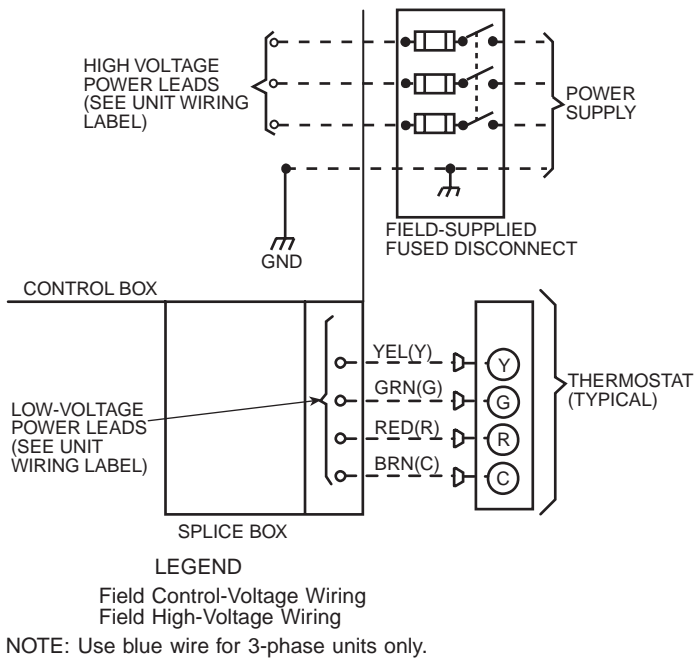 HIGH VOLTAGE
POWER LEADS
(SEE UNIT WIRING
LABEL)
POWER
SUPPLY
FIELD-SUPPLIED
FUSED DISCONNECT
GND
CONTROL BOX
LOW-VOLTAGE
POWER LEADS
(SEE UNIT
WIRING LABEL)
YEL(Y)
GRN(G)
RED(R)
BRN(C)
Y
G
R
C
THERMOSTAT
(TYPICAL)
SPLICE BOX
LEGEND
Field Control-Voltage Wiring
Field High-Voltage Wiring
NOTE: Use blue wire for 3-phase units only.